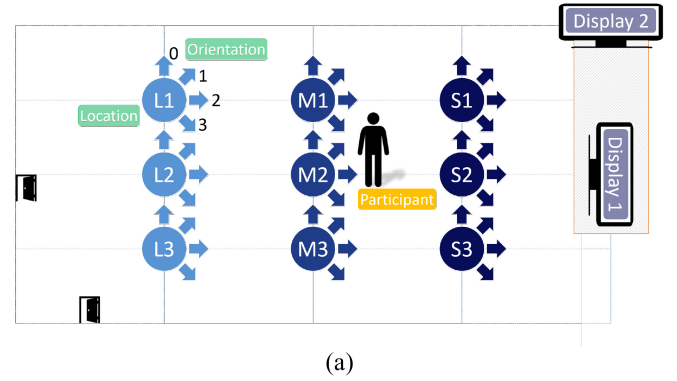 Display 2
0 Orientation
1
L1 2 M1 S1
Location
3
Display 1
L2 M2 S2
Participant
L3 M3 S3
(a)